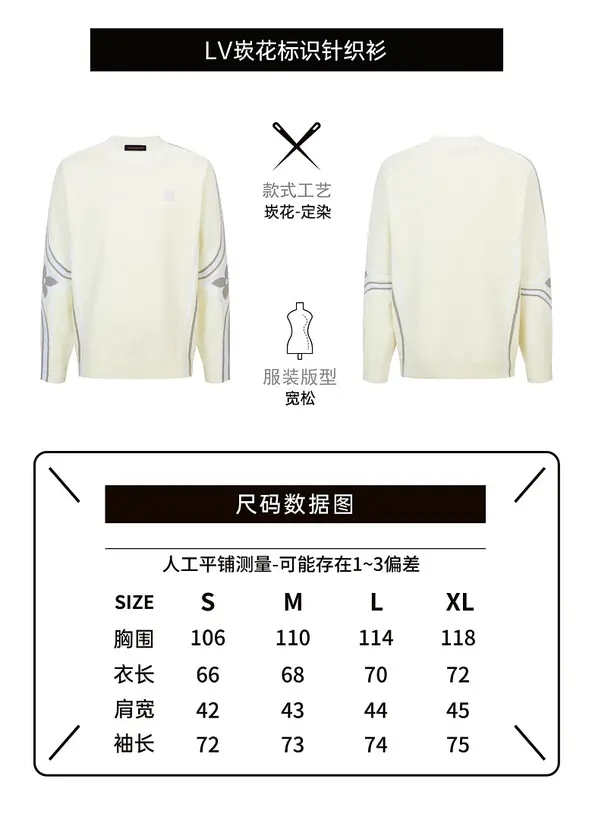 LV崁花标识针织衫
款式工艺
崁花-定染
服装版型
宽松
尺码数据图
人工平铺测量-可能存在1~3偏差
SIZE S M L XL
胸围 106 110 114 118
衣长 66 68 70 72
肩宽 42 43 44 45
袖长 72 73 74 75